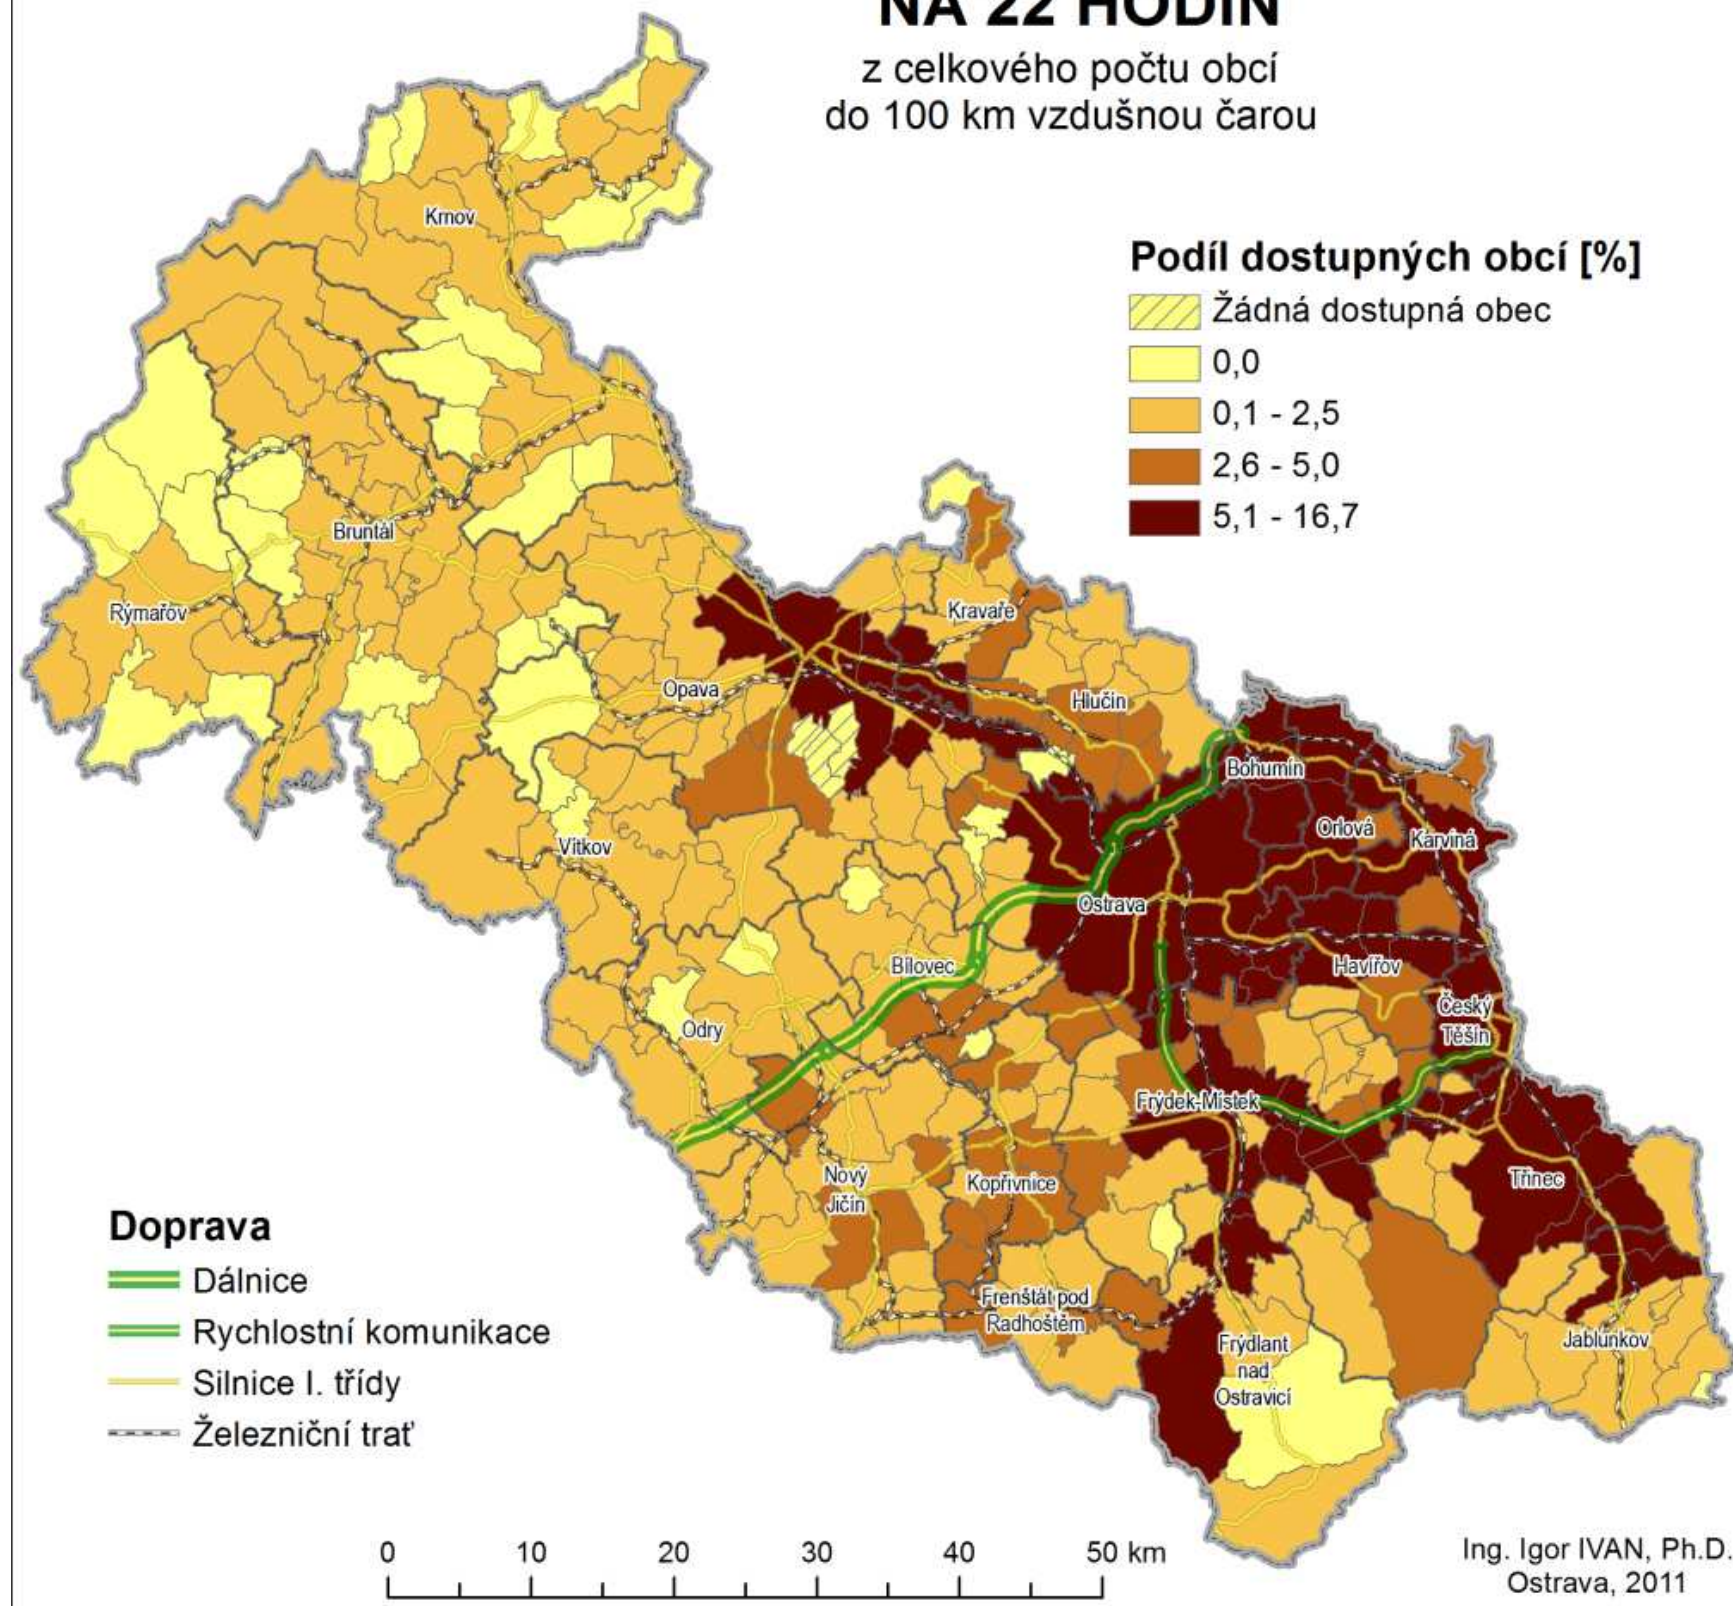 NA 22 HODIN
z celkového počtu obcí
do 100 km vzdušnou čarou
Podíl dostupných obcí [%]
Žádná dostupná obec
0,0
0,1 - 2,5
2,6 - 5,0
5,1 - 16,7
Krnov
Bruntál
Rýmařov
Kravaře
Opava
Hlučín
Bohumín
Orlová
Karviná
Vítkov
Ostrava
Bílovec
Havířov
Český
Těšín
Odry
Frýdek-Místek
Nový
Jičín
Kopřivnice
Třinec
Frenštát pod
Radhoštěm
Frýdlant
nad
Ostravicí
Jablunkov
Doprava
Dálnice
Rychlostní komunikace
Silnice I. třídy
Železniční trať
0 10 20 30 40 50 km
Ing. Igor IVAN, Ph.D.
Ostrava, 2011